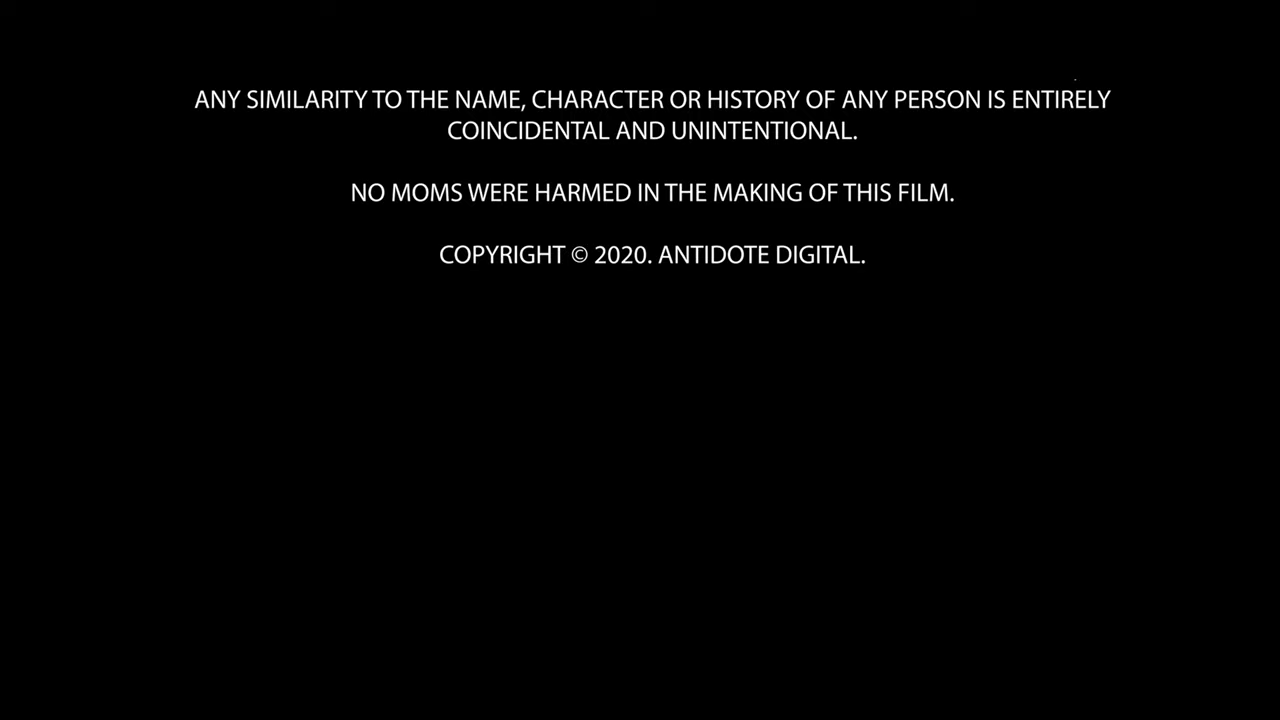 ANY SIMILARITY TO THE NAME, CHARACTER OR HISTORY OF ANY PERSON IS ENTIRELY
COINCIDENTAL AND UNINTENTIONAL.
NO MOMS WERE HARMED IN THE MAKING OF THIS FILM.
COPYRIGHT © 2020. ANTIDOTE DIGITAL.